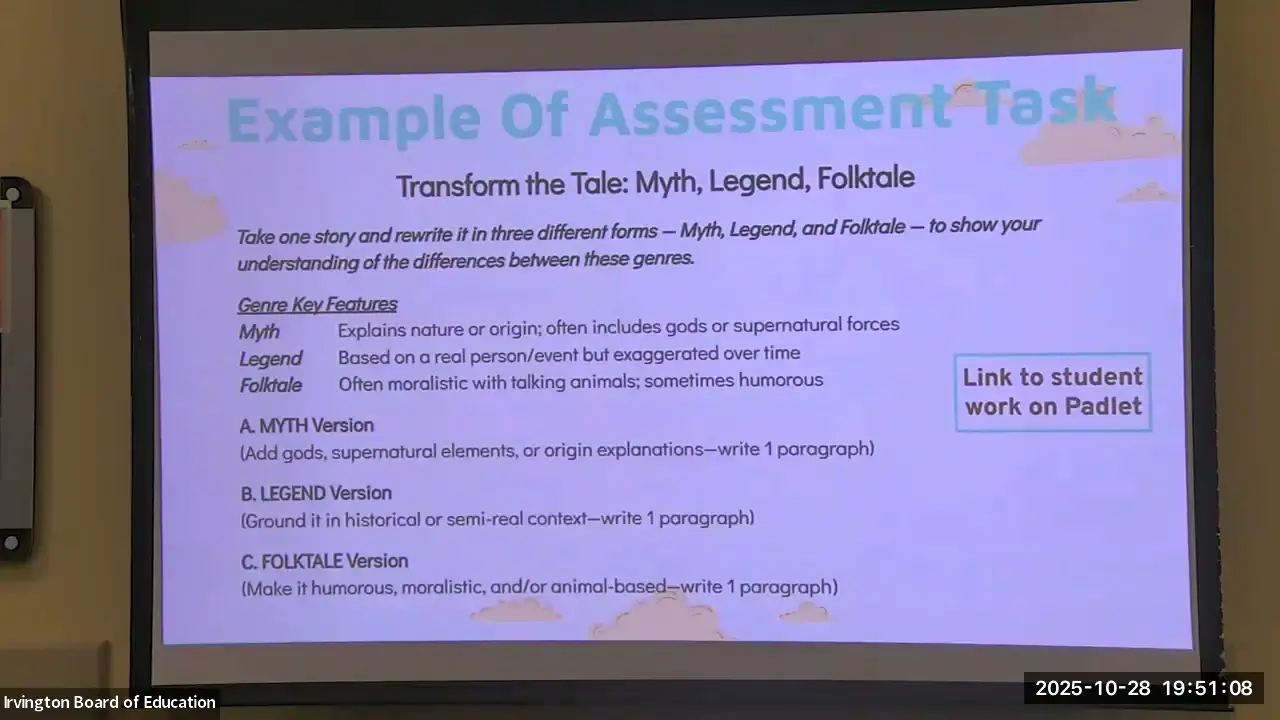 Example Of Assessment Task
Transform the Tale: Myth, Legend, Folktale
Take one story and rewrite it in three different forms — Myth, Legend, and Folktale — to show your
understanding of the differences between these genres.
Genre Key Features
Myth Explains nature or origin; often includes gods or supernatural forces
Legend Based on a real person/event but exaggerated over time
Folktale Often moralistic with talking animals; sometimes humorous
Link to student
work on Padlet
A. MYTH Version
(Add gods, supernatural elements, or origin explanations—write 1 paragraph)
B. LEGEND Version
(Ground it in historical or semi-real context—write 1 paragraph)
C. FOLKTALE Version
(Make it humorous, moralistic, and/or animal-based—write 1 paragraph)
Irvington Board of Education
2025-10-28 19:51:08